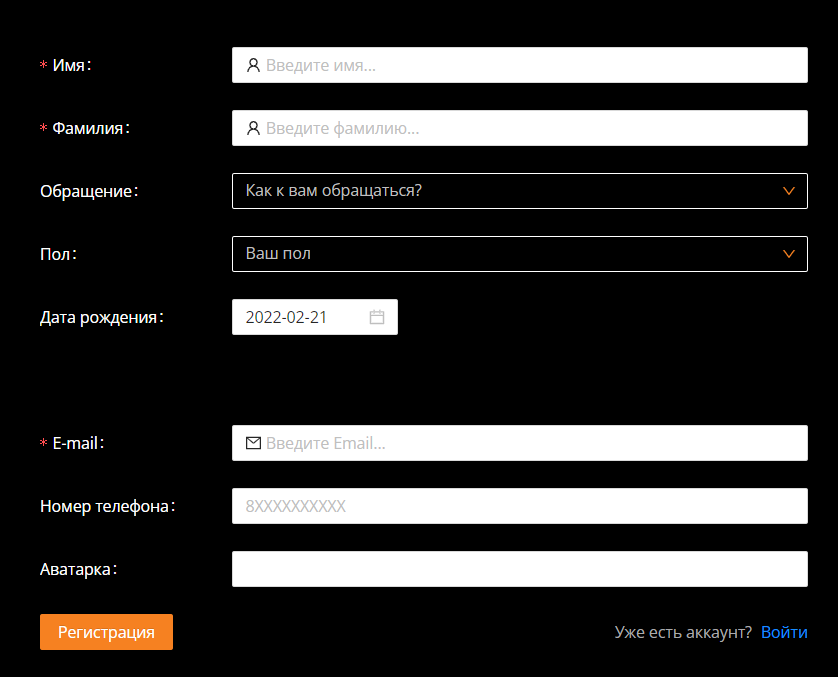 * Имя:
Введите имя...
* Фамилия:
Введите фамилию...
Обращение:
Как к вам обращаться?
Пол:
Ваш пол
Дата рождения:
2022-02-21
* E-mail:
Введите Email...
Номер телефона:
8XXXXXXXXXX
Аватарка:
Регистрация
Уже есть аккаунт? Войти